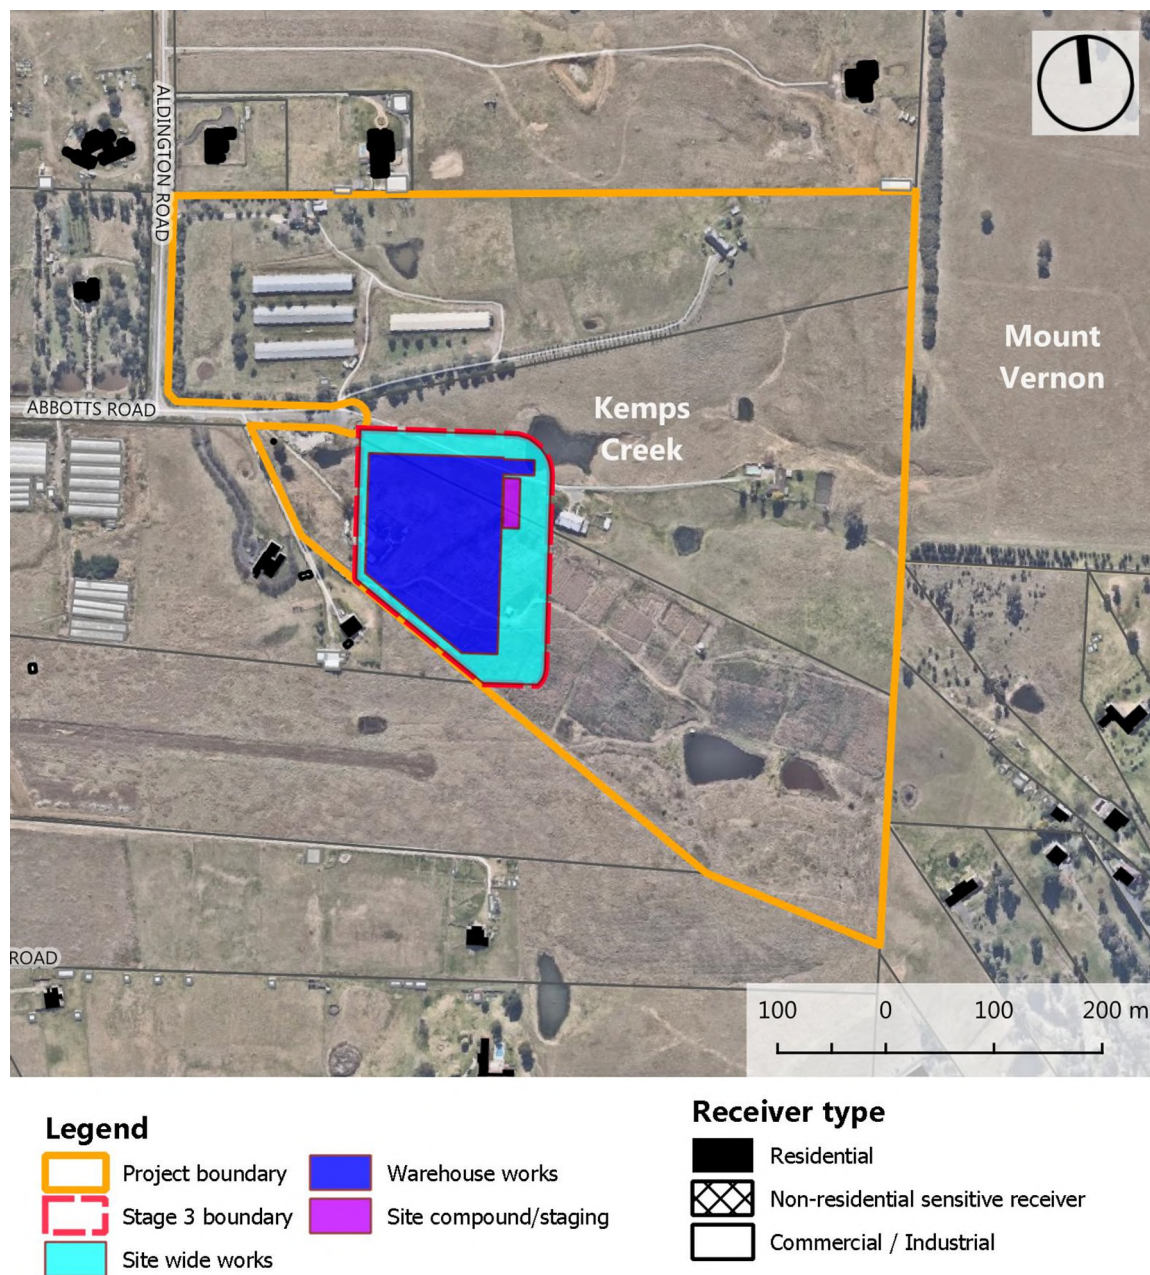 ALDINGTON ROAD
Mount
Vernon
Kemps
Creek
ABBOTTS ROAD
ROAD
100 0 100 200 m
Legend
Project boundary
Stage 3 boundary
Site wide works
Warehouse works
Site compound/staging
Receiver type
Residential
Non-residential sensitive receiver
Commercial / Industrial